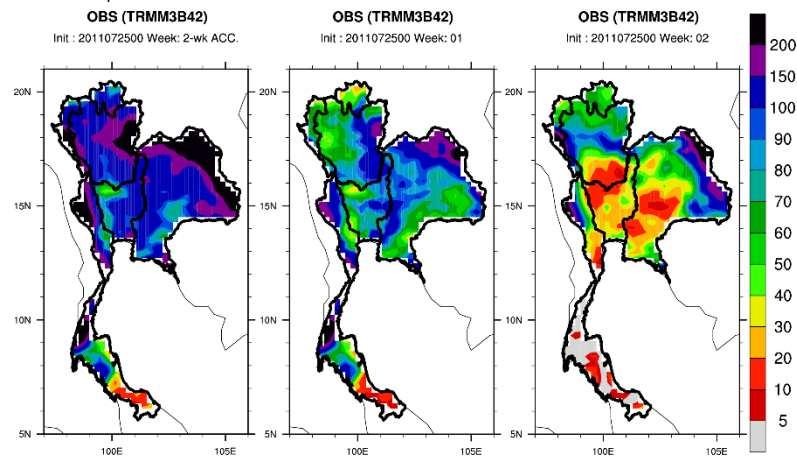 OBS (TRMM3B42)
Init : 2011072500 Week: 2-wk ACC.
20N
15N
10N
5N
100E
105E
OBS (TRMM3B42)
Init : 2011072500 Week: 01
20N
15N
10N
5N
100E
105E
OBS (TRMM3B42)
Init : 2011072500 Week: 02
20N
15N
10N
5N
100E
105E
200
150
100
90
80
70
60
50
40
30
20
10
5